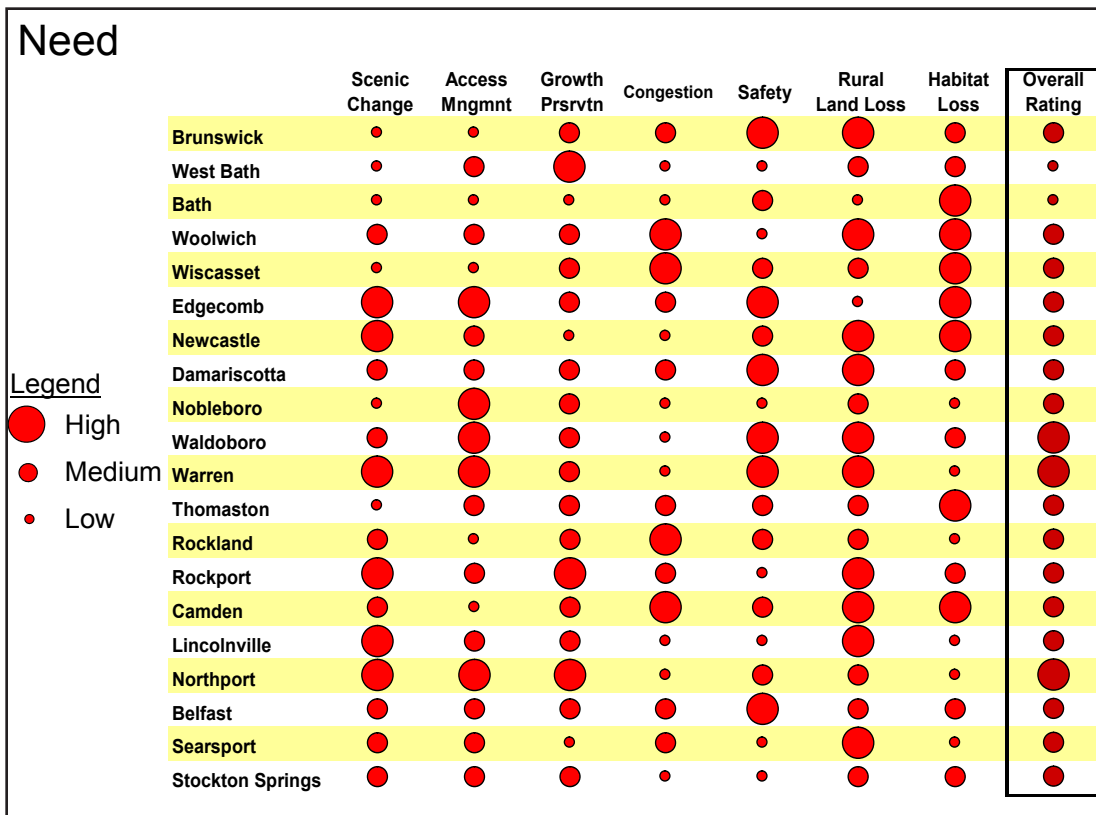 Need
Scenic Access Growth Congestion Safety Rural Habitat Overall
Change Mngmnt Prsrvtn Land Loss Loss Rating
Brunswick
West Bath
Bath
Woolwich
Wiscasset
Edgecomb
Newcastle
Damariscotta
Nobleboro
Waldoboro
Warren
Thomaston
Rockland
Rockport
Camden
Lincolnville
Northport
Belfast
Searsport
Stockton Springs
Legend
High
Medium
Low